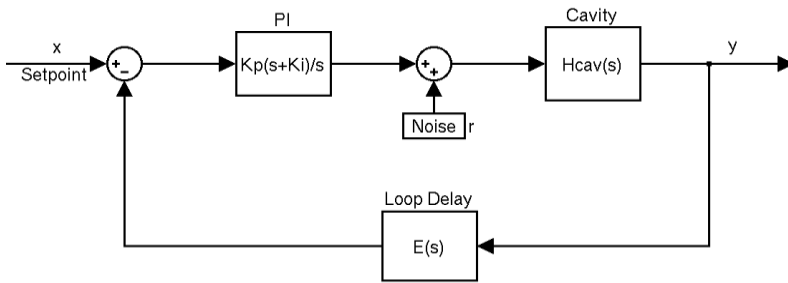 x
Setpoint
+
−
PI
Kp(s+Ki)/s
+
+
Noise r
Cavity
Hcav(s)
y
Loop Delay
E(s)